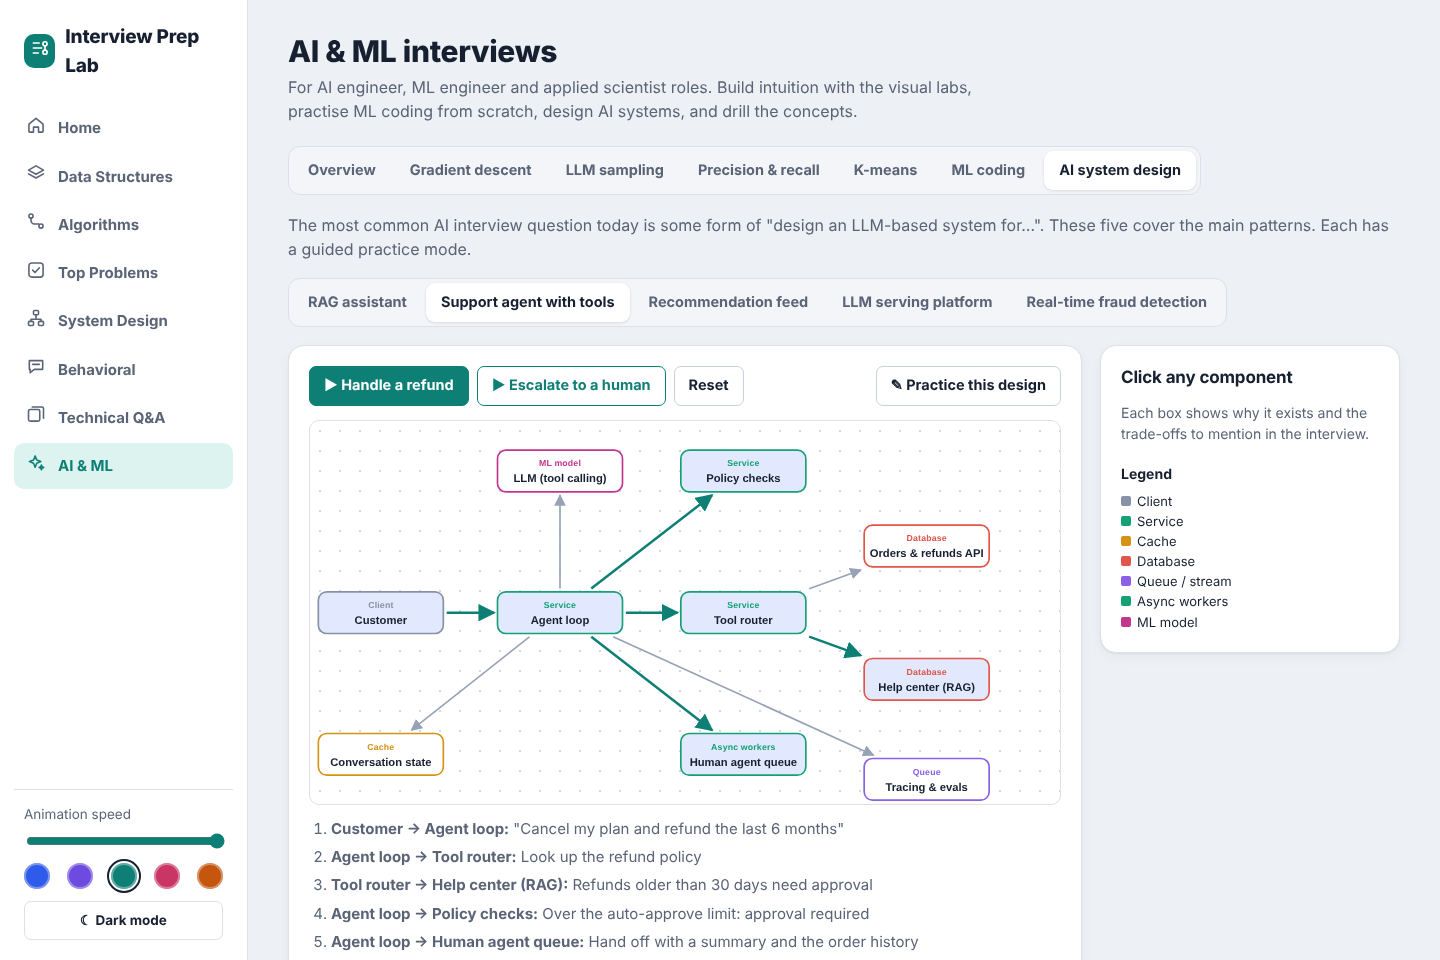 Interview Prep
Lab
Home
Data Structures
Algorithms
Top Problems
System Design
Behavioral
Technical Q&A
AI & ML
Animation speed
☾ Dark mode
AI & ML interviews
For AI engineer, ML engineer and applied scientist roles. Build intuition with the visual labs,
practise ML coding from scratch, design AI systems, and drill the concepts.
Overview Gradient descent LLM sampling Precision & recall K-means ML coding AI system design
The most common AI interview question today is some form of "design an LLM-based system for...". These five cover the main patterns. Each has
a guided practice mode.
RAG assistant Support agent with tools Recommendation feed LLM serving platform Real-time fraud detection
▶ Handle a refund ▶ Escalate to a human Reset ✎ Practice this design
ML model
LLM (tool calling)
Service
Policy checks
Database
Orders & refunds API
Client
Customer
Service
Agent loop
Service
Tool router
Database
Help center (RAG)
Cache
Conversation state
Async workers
Human agent queue
Queue
Tracing & evals
1. Customer → Agent loop: "Cancel my plan and refund the last 6 months"
2. Agent loop → Tool router: Look up the refund policy
3. Tool router → Help center (RAG): Refunds older than 30 days need approval
4. Agent loop → Policy checks: Over the auto-approve limit: approval required
5. Agent loop → Human agent queue: Hand off with a summary and the order history
Click any component
Each box shows why it exists and the
trade-offs to mention in the interview.
Legend
Client
Service
Cache
Database
Queue / stream
Async workers
ML model